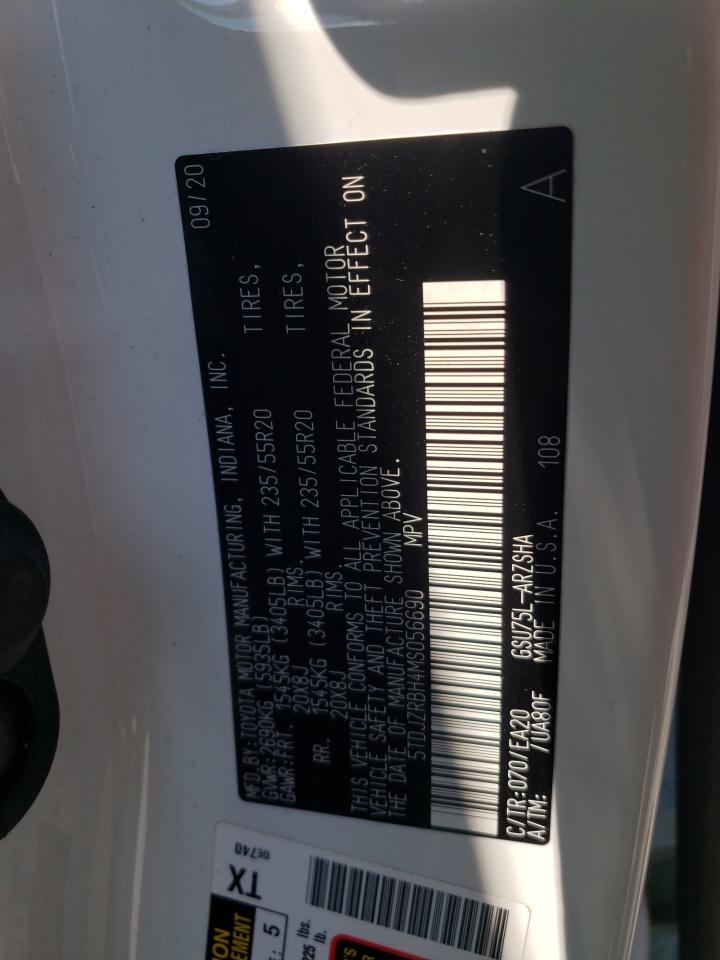 MFD.BY: TOYOTA MOTOR MANUFACTURING, INDIANA, INC. 09/20
GVWR: 2690KG (5935LB)
GAWR: FRT. 1545KG (3405LB) WITH 235/55R20 TIRES,
20X8J RIMS.
RR. 1545KG (3405LB) WITH 235/55R20 TIRES,
20X8J RIMS.
THIS VEHICLE CONFORMS TO ALL APPLICABLE FEDERAL MOTOR
VEHICLE SAFETY AND THEFT PREVENTION STANDARDS IN EFFECT ON
THE DATE OF MANUFACTURE SHOWN ABOVE.
5TDJZRBH4MS056690 MPV
C/TR: 070/EA20 GSU75L-ARZSHA 108 A
A/TM: /UA80F MADE IN U.S.A.
TX 0E740
5
lbs.
lb.